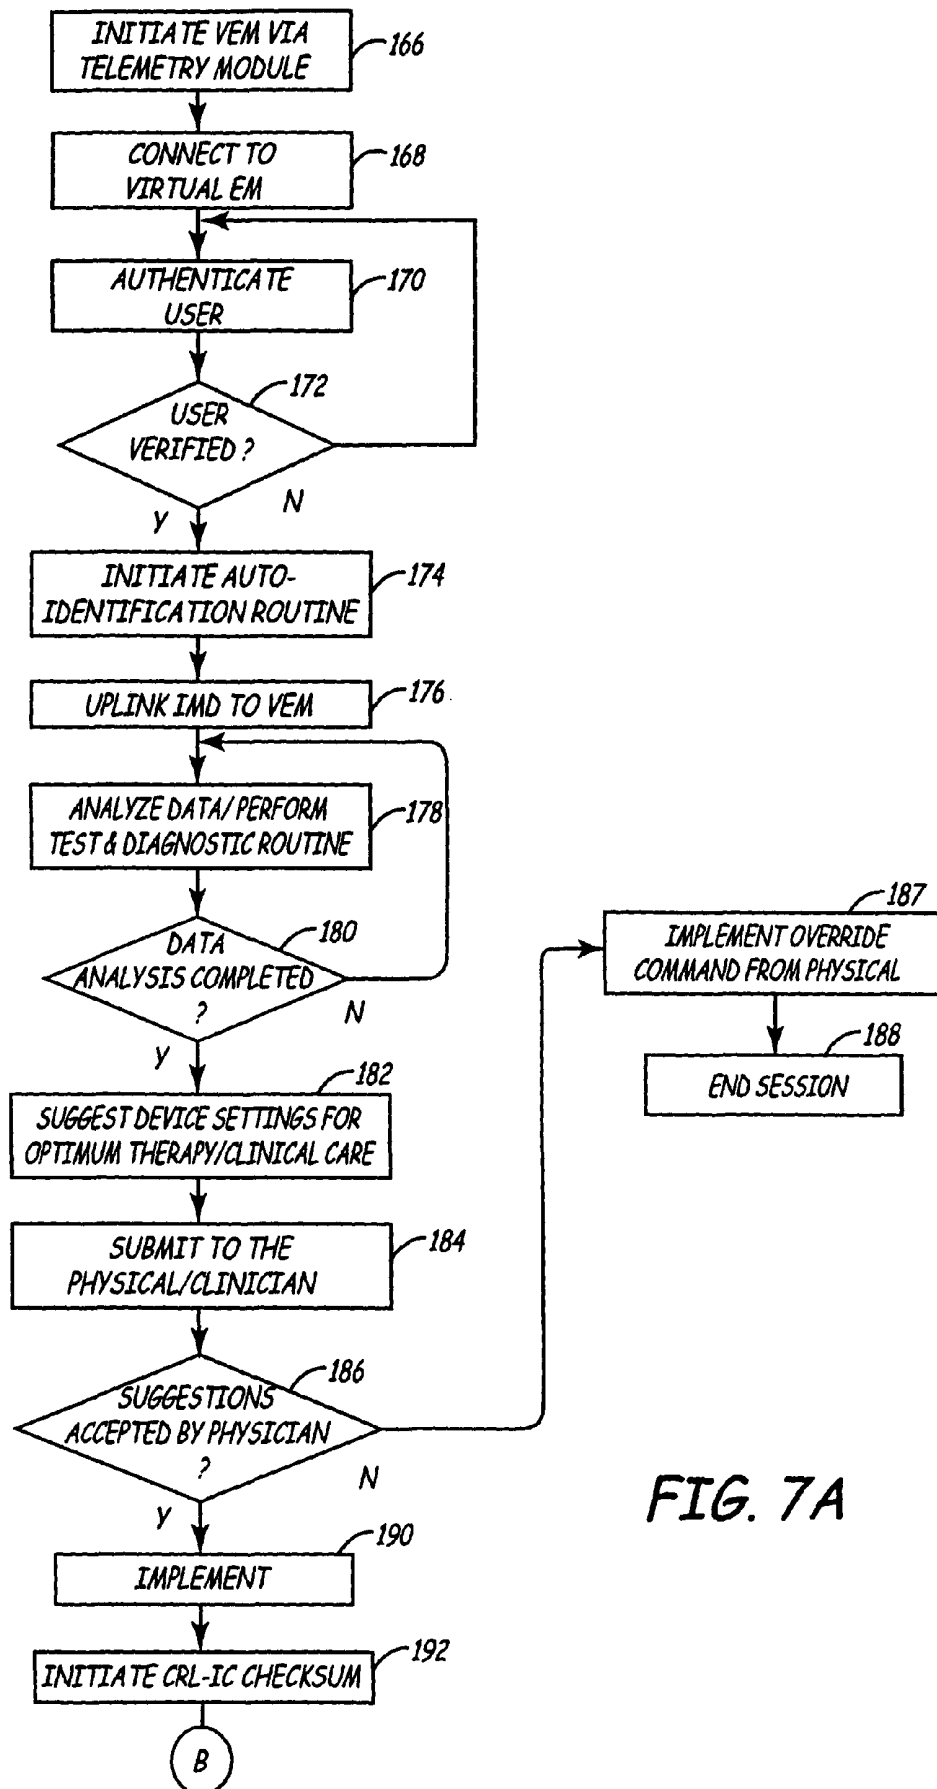 INITIATE VEM VIA
TELEMETRY MODULE
166
CONNECT TO
VIRTUAL EM
168
AUTHENTICATE
USER
170
172
USER
VERIFIED ?
N
Y
INITIATE AUTO-
IDENTIFICATION ROUTINE
174
UPLINK IMD TO VEM
176
ANALYZE DATA/PERFORM
TEST & DIAGNOSTIC ROUTINE
178
180
DATA
ANALYSIS COMPLETED
?
N
Y
182
SUGGEST DEVICE SETTINGS FOR
OPTIMUM THERAPY/CLINICAL CARE
SUBMIT TO THE
PHYSICAL/CLINICIAN
184
186
SUGGESTIONS
ACCEPTED BY PHYSICIAN
?
N
Y
187
IMPLEMENT OVERRIDE
COMMAND FROM PHYSICAL
188
END SESSION
190
IMPLEMENT
192
INITIATE CRL-IC CHECKSUM
B
FIG. 7A